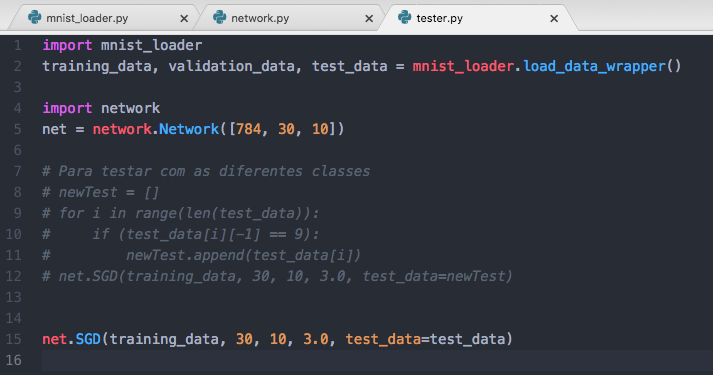 mnist_loader.py × network.py × tester.py ×
1 import mnist_loader
2 training_data, validation_data, test_data = mnist_loader.load_data_wrapper()
3
4 import network
5 net = network.Network([784, 30, 10])
6
7 # Para testar com as diferentes classes
8 # newTest = []
9 # for i in range(len(test_data)):
10 #     if (test_data[i][-1] == 9):
11 #         newTest.append(test_data[i])
12 # net.SGD(training_data, 30, 10, 3.0, test_data=newTest)
13
14
15 net.SGD(training_data, 30, 10, 3.0, test_data=test_data)
16